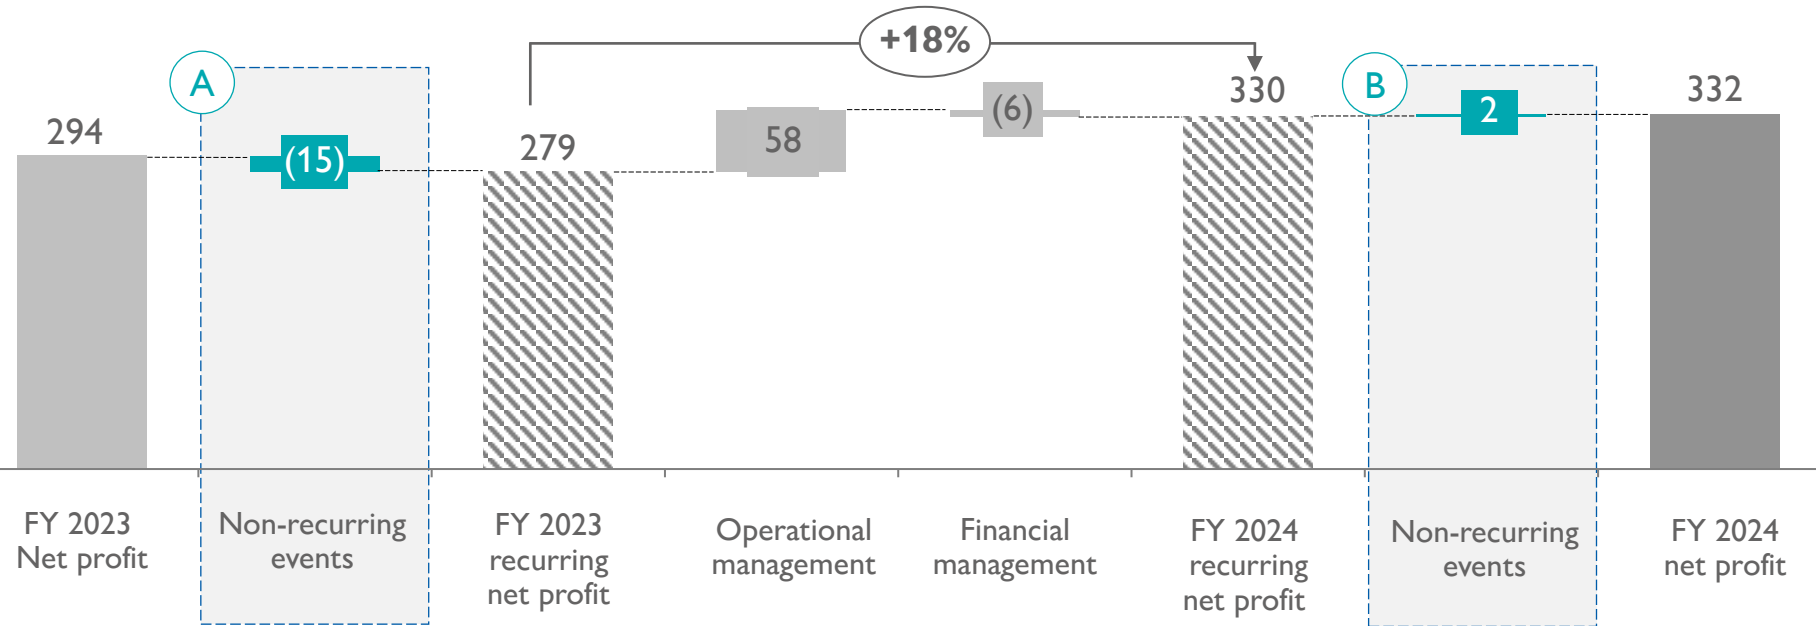 +18%
A
B
294
(15)
279
58
(6)
330
2
332
FY 2023
Net profit
Non-recurring
events
FY 2023
recurring
net profit
Operational
management
Financial
management
FY 2024
recurring
net profit
Non-recurring
events
FY 2024
net profit